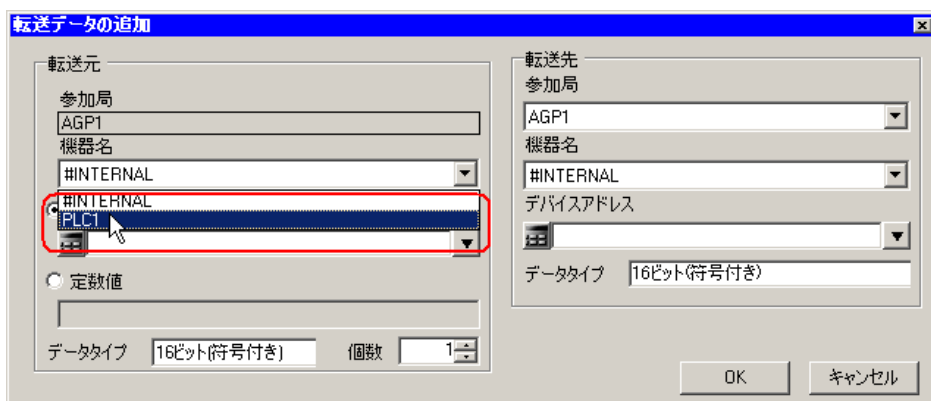 転送データの追加
転送元
参加局
AGP1
機器名
#INTERNAL
#INTERNAL
PLC1
定数値
データタイプ
16ビット(符号付き)
個数
1
転送先
参加局
AGP1
機器名
#INTERNAL
デバイスアドレス
データタイプ
16ビット(符号付き)
OK
キャンセル